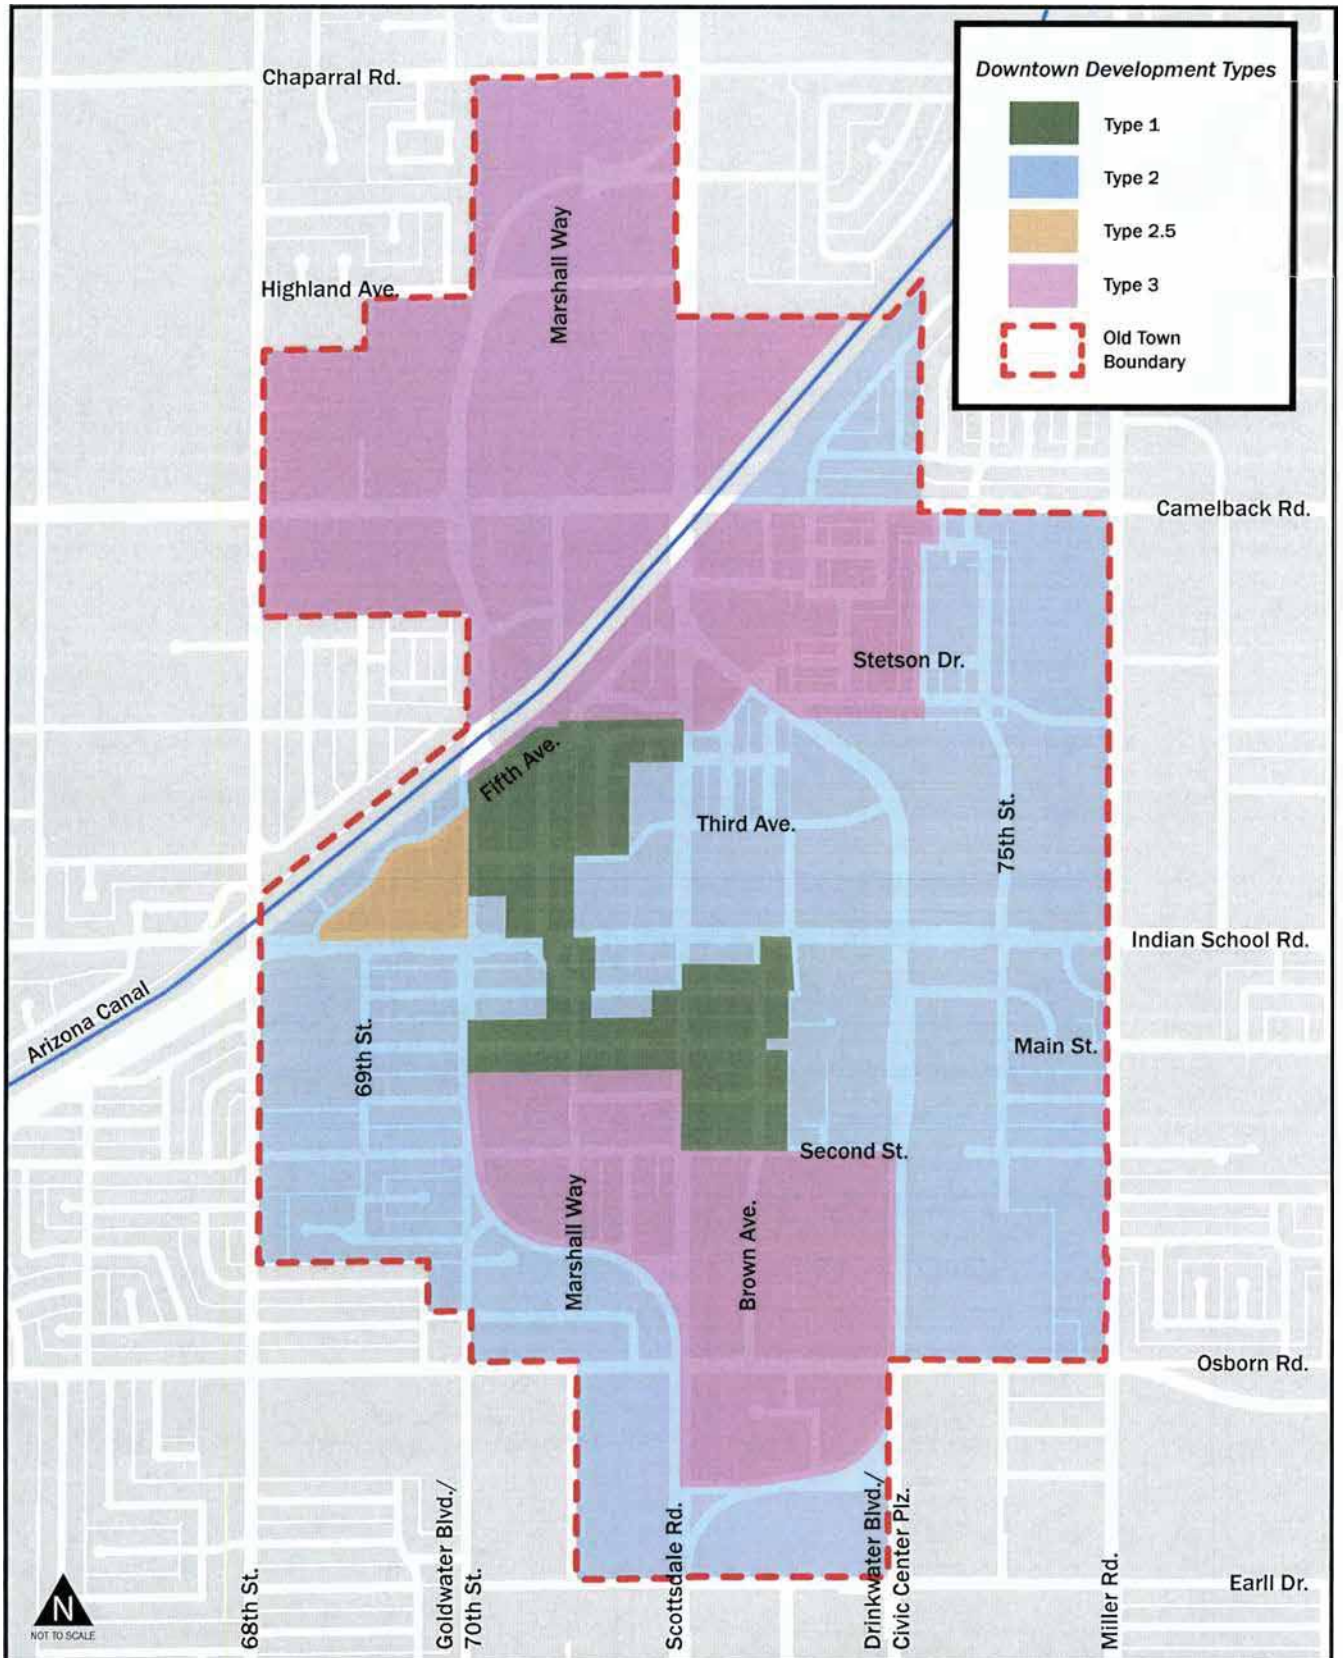 Downtown Development Types
Type 1
Type 2
Type 2.5
Type 3
Old Town
Boundary
Chaparral Rd.
Marshall Way
Highland Ave.
Camelback Rd.
Stetson Dr.
Fifth Ave.
Third Ave.
75th St.
Indian School Rd.
Arizona Canal
69th St.
Main St.
Second St.
Marshall Way
Brown Ave.
Osborn Rd.
Earll Dr.
68th St.
Goldwater Blvd./
70th St.
Scottsdale Rd.
Drinkwater Blvd./
Civic Center Plz.
Miller Rd.
N
NOT TO SCALE